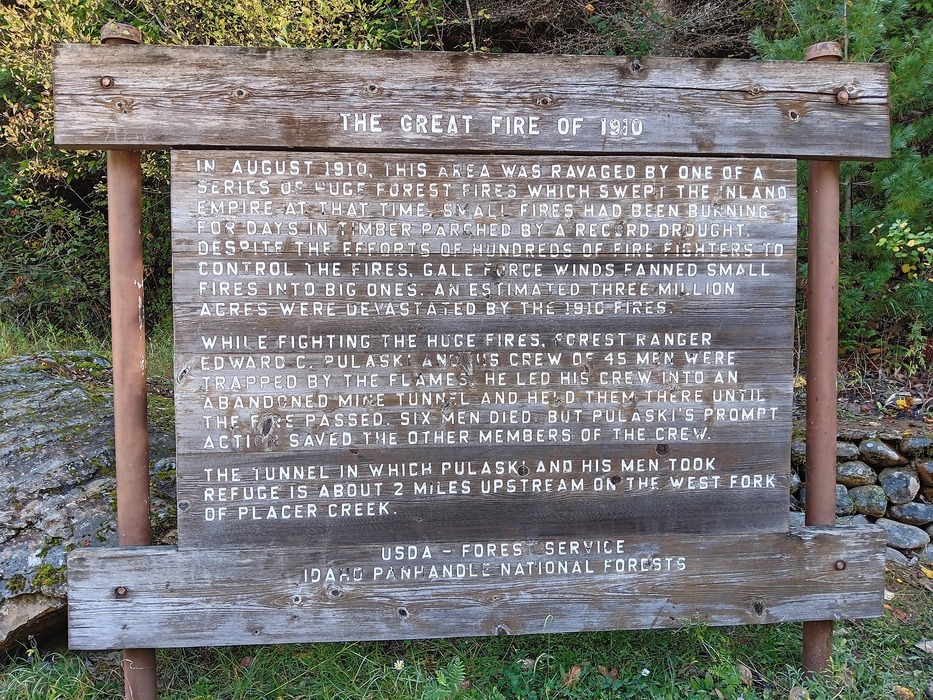 THE GREAT FIRE OF 1910
IN AUGUST 1910, THIS AREA WAS RAVAGED BY ONE OF A
SERIES OF HUGE FOREST FIRES WHICH SWEPT THE INLAND
EMPIRE AT THAT TIME. SMALL FIRES HAD BEEN BURNING
FOR DAYS IN TIMBER PARCHED BY A RECORD DROUGHT.
DESPITE THE EFFORTS OF HUNDREDS OF FIRE FIGHTERS TO
CONTROL THE FIRES, GALE FORCE WINDS FANNED SMALL
FIRES INTO BIG ONES. AN ESTIMATED THREE MILLION
ACRES WERE DEVASTATED BY THE 1910 FIRES.
WHILE FIGHTING THE HUGE FIRES, FOREST RANGER
EDWARD C. PULASKI AND HIS CREW OF 45 MEN WERE
TRAPPED BY THE FLAMES. HE LED HIS CREW INTO AN
ABANDONED MINE TUNNEL AND HELD THEM THERE UNTIL
THE FIRE PASSED. SIX MEN DIED. BUT PULASKI'S PROMPT
ACTION SAVED THE OTHER MEMBERS OF THE CREW.
THE TUNNEL IN WHICH PULASKI AND HIS MEN TOOK
REFUGE IS ABOUT 2 MILES UPSTREAM ON THE WEST FORK
OF PLACER CREEK.
USDA - FOREST SERVICE
IDAHO PANHANDLE NATIONAL FORESTS